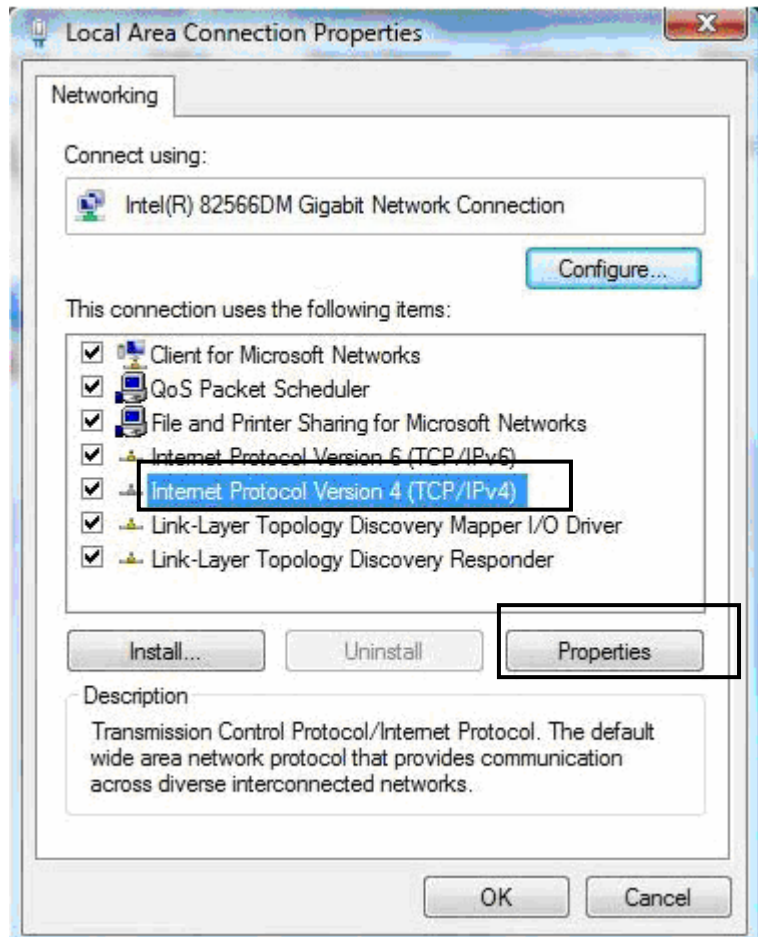 Local Area Connection Properties
Networking
Connect using:
Intel(R) 82566DM Gigabit Network Connection
Configure...
This connection uses the following items:
Client for Microsoft Networks
QoS Packet Scheduler
File and Printer Sharing for Microsoft Networks
Internet Protocol Version 6 (TCP/IPv6)
Internet Protocol Version 4 (TCP/IPv4)
Link-Layer Topology Discovery Mapper I/O Driver
Link-Layer Topology Discovery Responder
Install... Uninstall Properties
Description
Transmission Control Protocol/Internet Protocol. The default
wide area network protocol that provides communication
across diverse interconnected networks.
OK Cancel